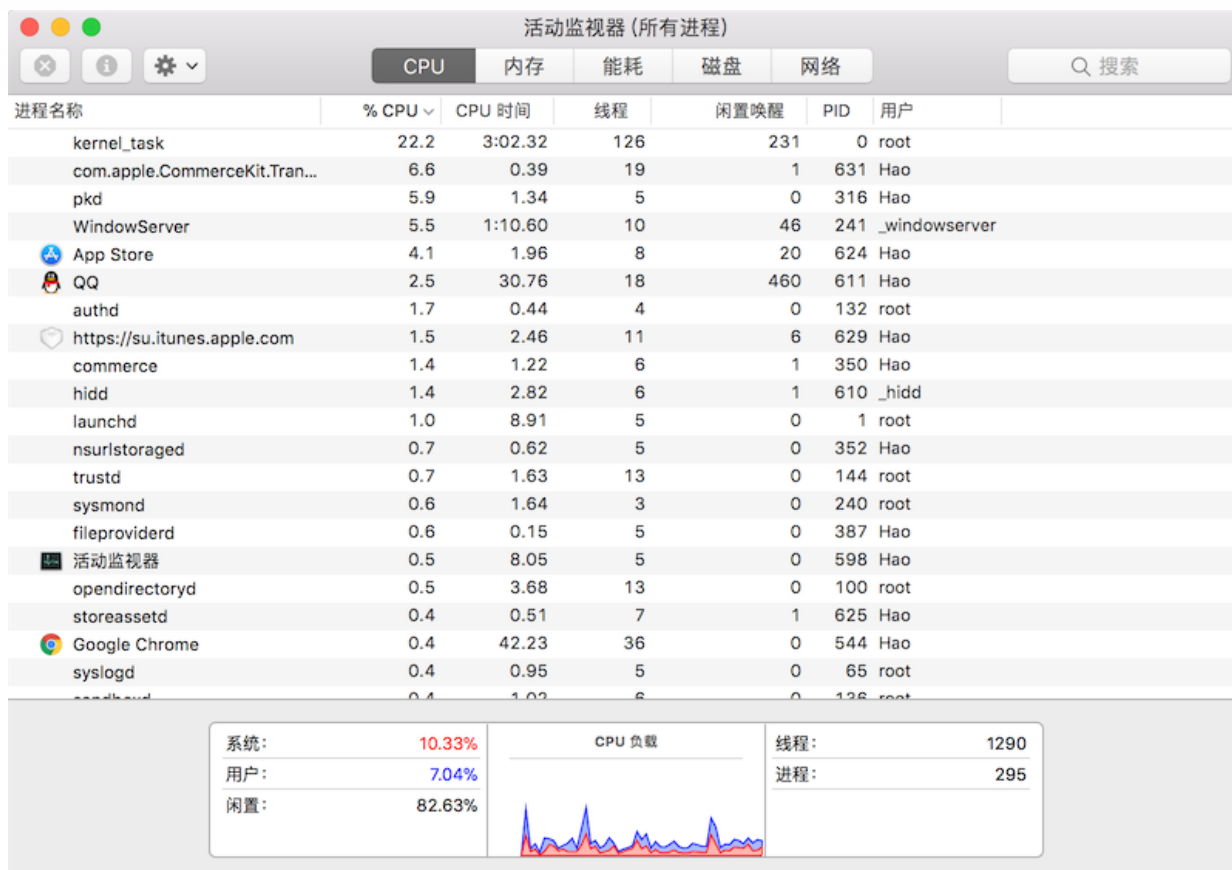 活动监视器 (所有进程)
CPU 内存 能耗 磁盘 网络 搜索
进程名称 % CPU CPU 时间 线程 闲置唤醒 PID 用户
kernel_task 22.2 3:02.32 126 231 0 root
com.apple.CommerceKit.Tran... 6.6 0.39 19 1 631 Hao
pkd 5.9 1.34 5 0 316 Hao
WindowServer 5.5 1:10.60 10 46 241 _windowserver
App Store 4.1 1.96 8 20 624 Hao
QQ 2.5 30.76 18 460 611 Hao
authd 1.7 0.44 4 0 132 root
https://su.itunes.apple.com 1.5 2.46 11 6 629 Hao
commerce 1.4 1.22 6 1 350 Hao
hidd 1.4 2.82 6 1 610 _hidd
launchd 1.0 8.91 5 0 1 root
nsurlstoraged 0.7 0.62 5 0 352 Hao
trustd 0.7 1.63 13 0 144 root
sysmond 0.6 1.64 3 0 240 root
fileproviderd 0.6 0.15 5 0 387 Hao
活动监视器 0.5 8.05 5 0 598 Hao
opendirectoryd 0.5 3.68 13 0 100 root
storeassetd 0.4 0.51 7 1 625 Hao
Google Chrome 0.4 42.23 36 0 544 Hao
syslogd 0.4 0.95 5 0 65 root
系统: 10.33% CPU 负载 线程: 1290
用户: 7.04% 进程: 295
闲置: 82.63%